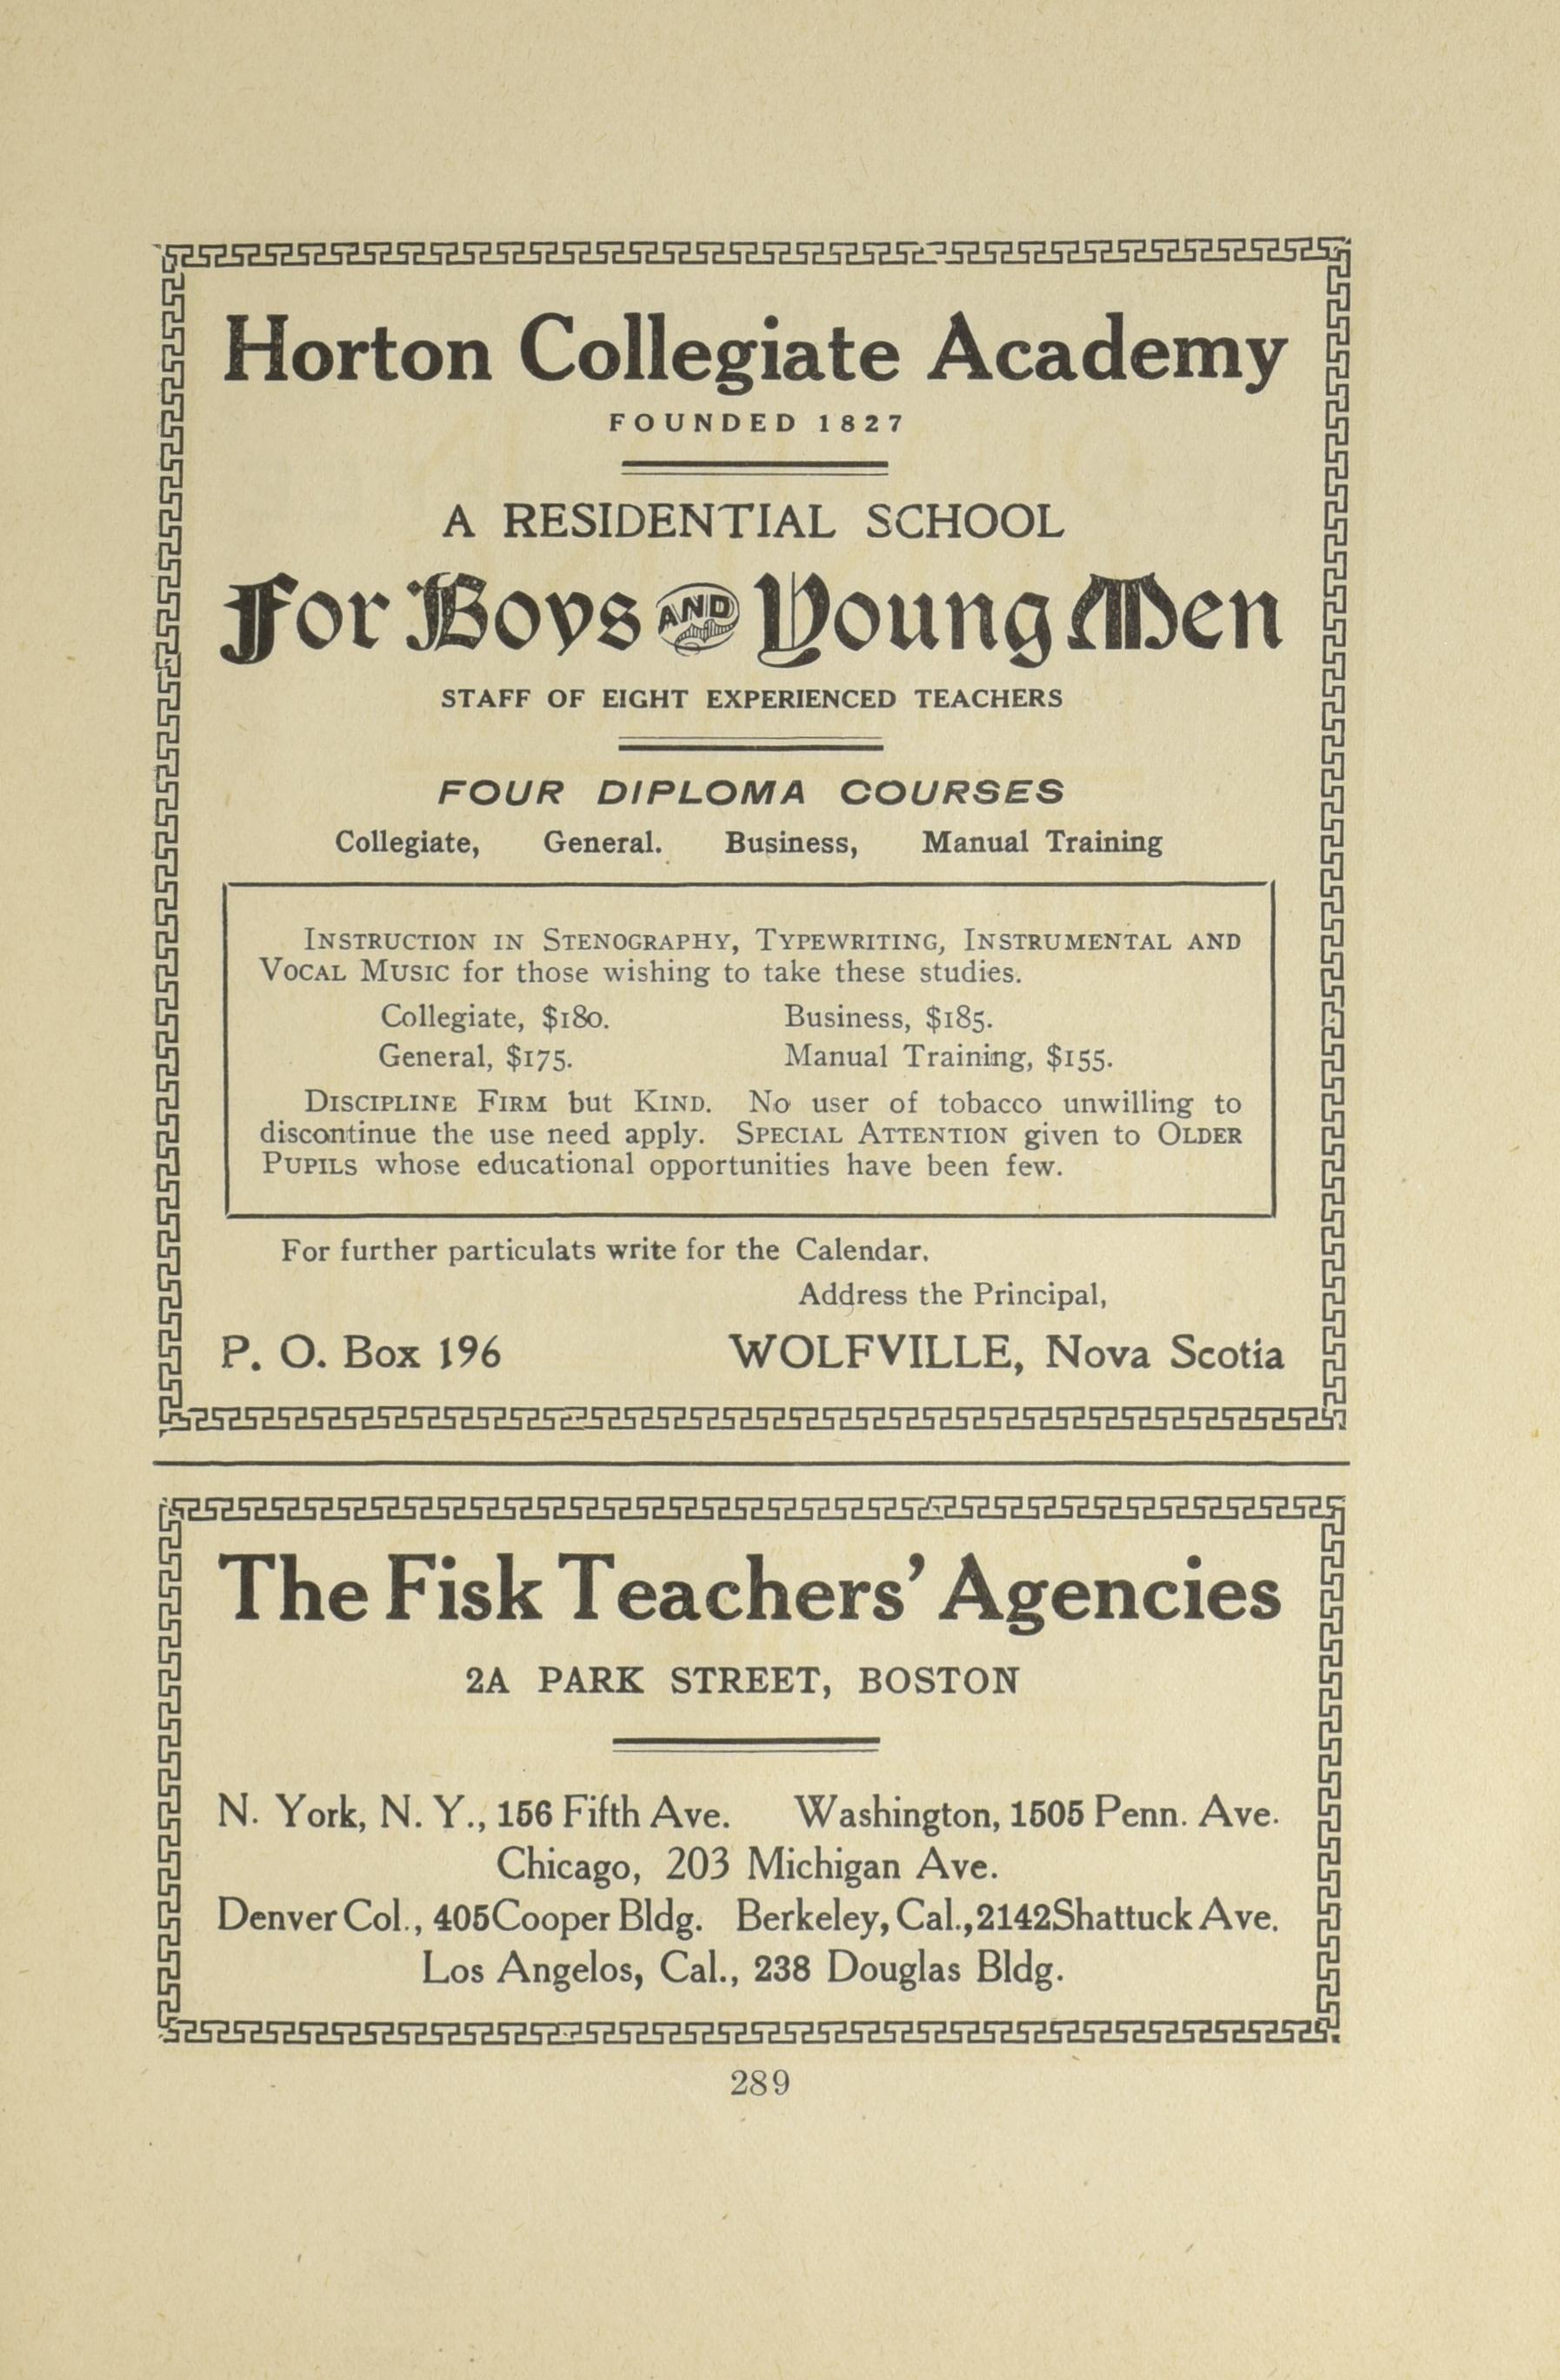 Horton Collegiate Academy
FOUNDED 1827
A RESIDENTIAL SCHOOL
For Boys AND Young Men
STAFF OF EIGHT EXPERIENCED TEACHERS
FOUR DIPLOMA COURSES
Collegiate, General. Business, Manual Training
INSTRUCTION IN STENOGRAPHY, TYPEWRITING, INSTRUMENTAL AND
VOCAL MUSIC for those wishing to take these studies.
Collegiate, $180. Business, $185.
General, $175. Manual Training, $155.
DISCIPLINE FIRM but KIND. No user of tobacco unwilling to
discontinue the use need apply. SPECIAL ATTENTION given to OLDER
PUPILS whose educational opportunities have been few.
For further particulats write for the Calendar.
Address the Principal,
P. O. Box 196 WOLFVILLE, Nova Scotia
The Fisk Teachers' Agencies
2A PARK STREET, BOSTON
N. York, N. Y., 156 Fifth Ave. Washington, 1505 Penn. Ave.
Chicago, 203 Michigan Ave.
Denver Col., 405 Cooper Bldg. Berkeley, Cal., 2142 Shattuck Ave.
Los Angelos, Cal., 238 Douglas Bldg.
289